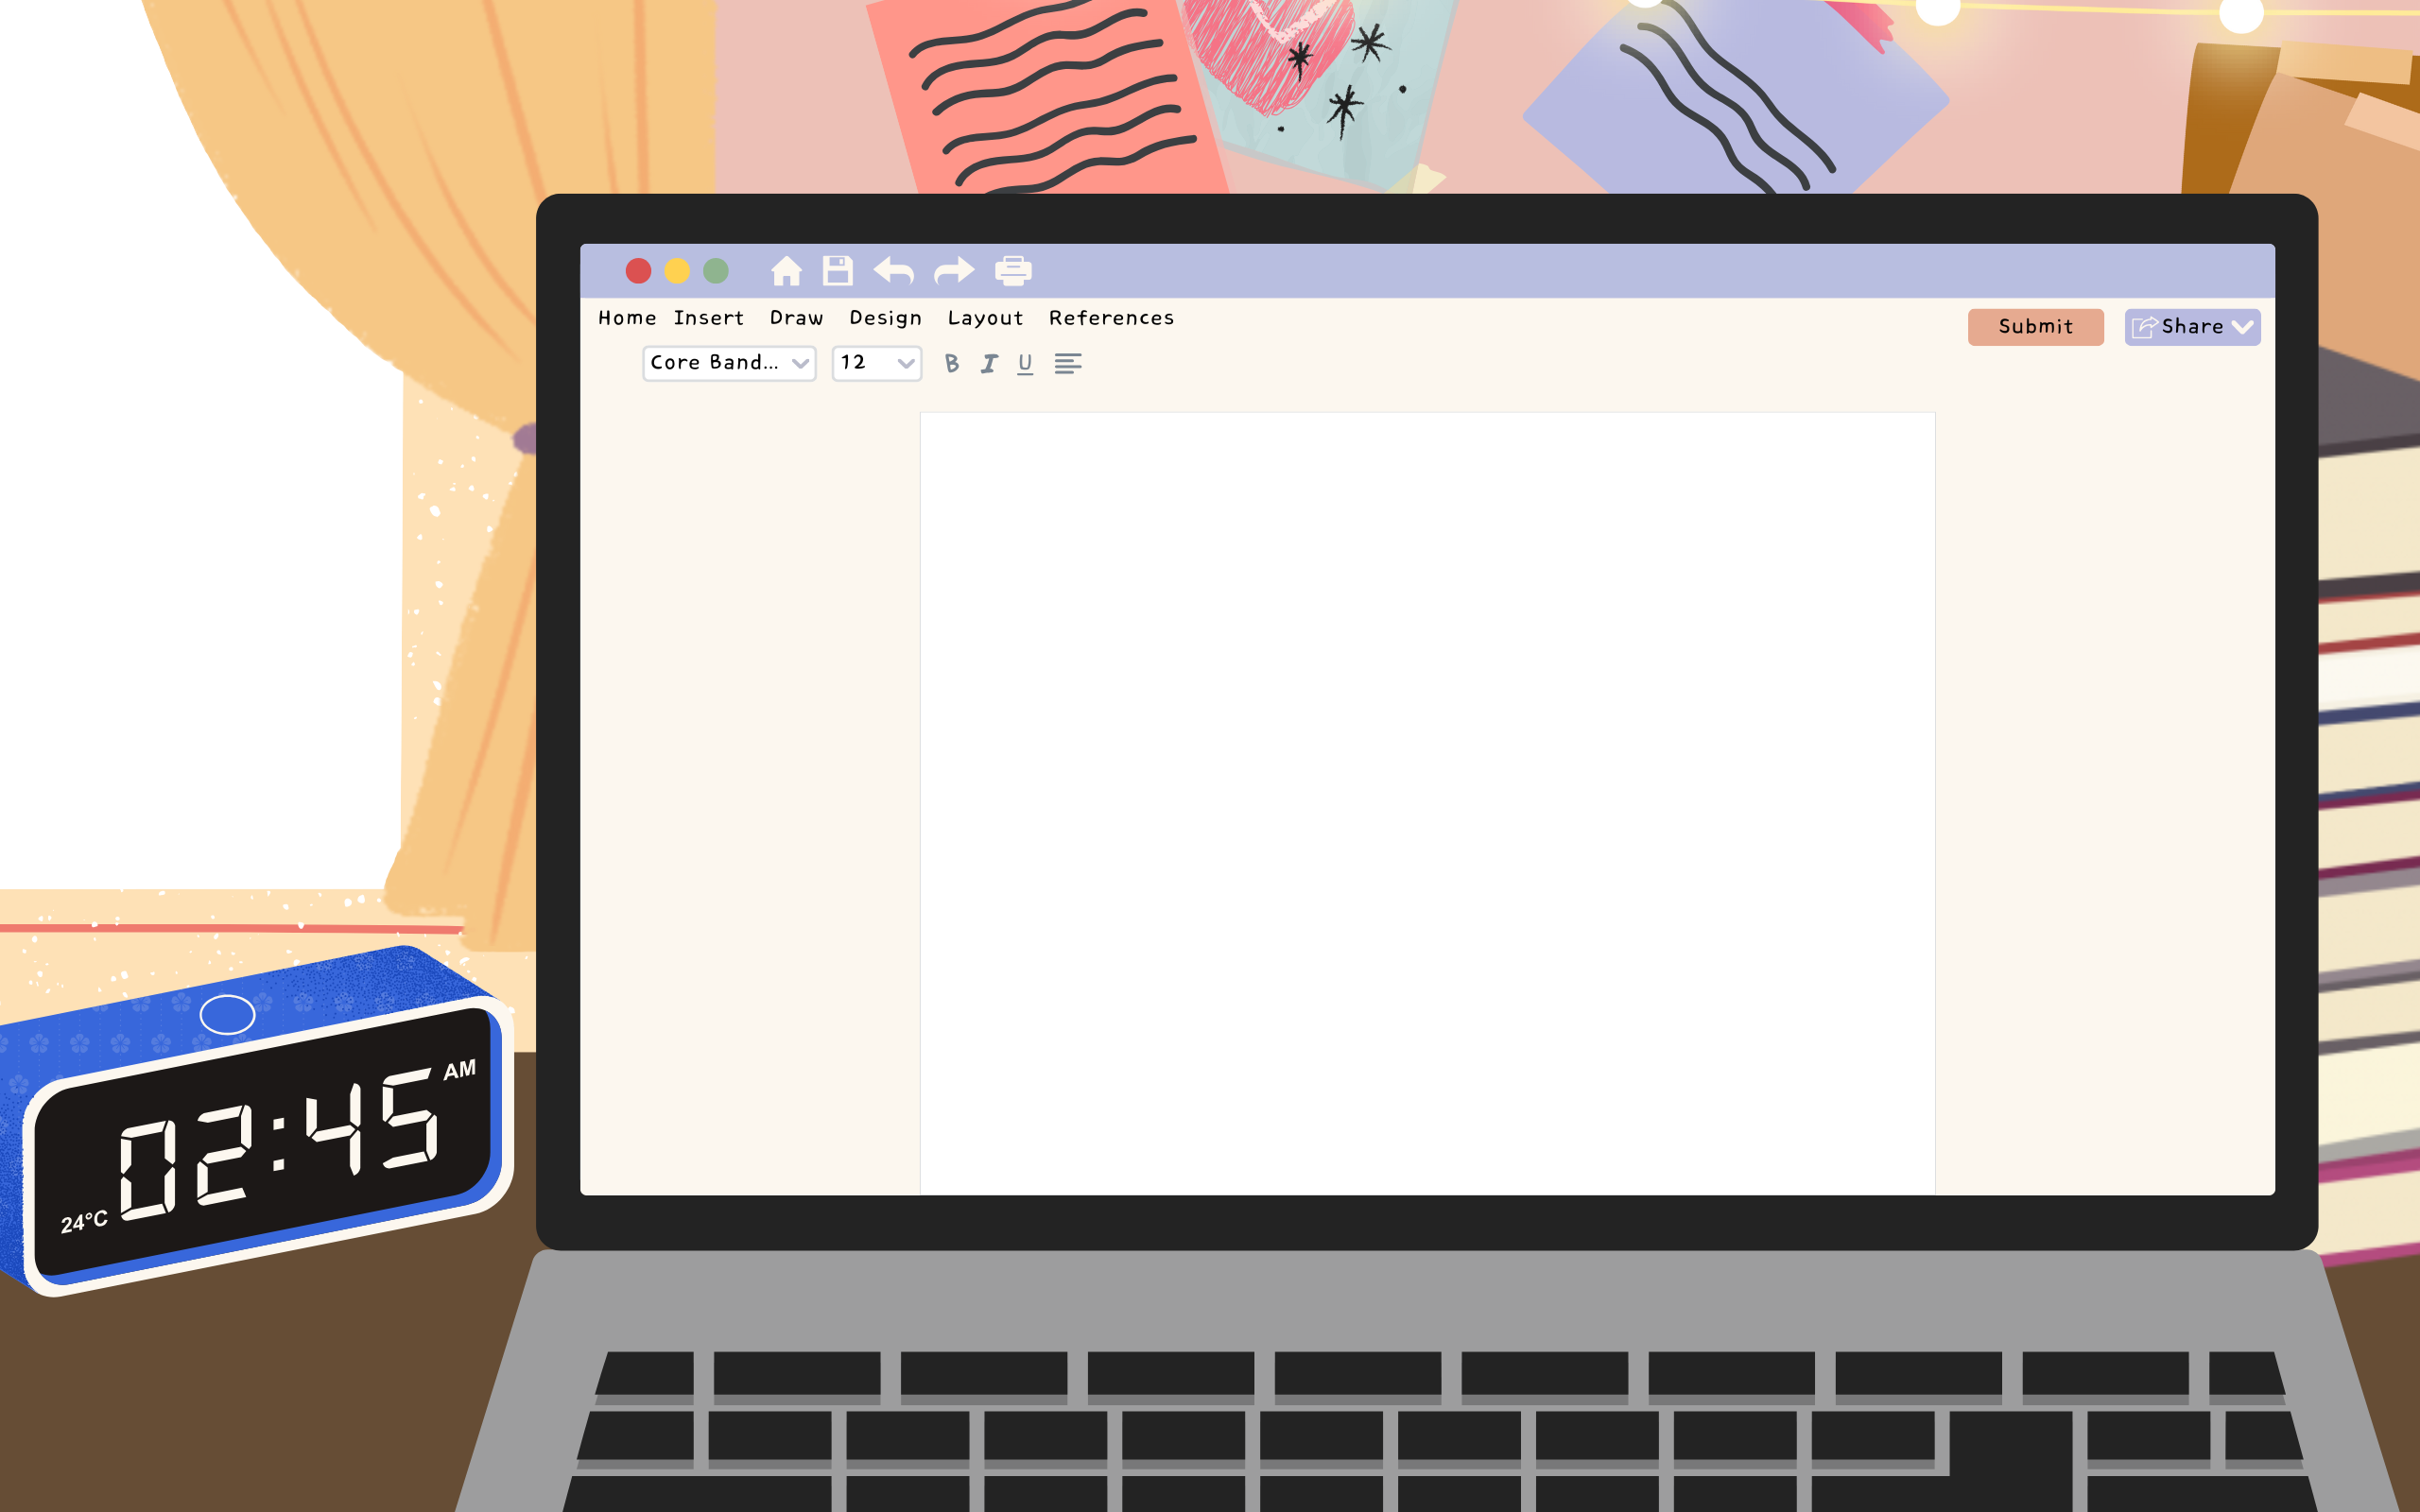 Home Insert Draw Design Layout References
Submit Share
Core Band... 12 B I U
02:45 AM
24°C